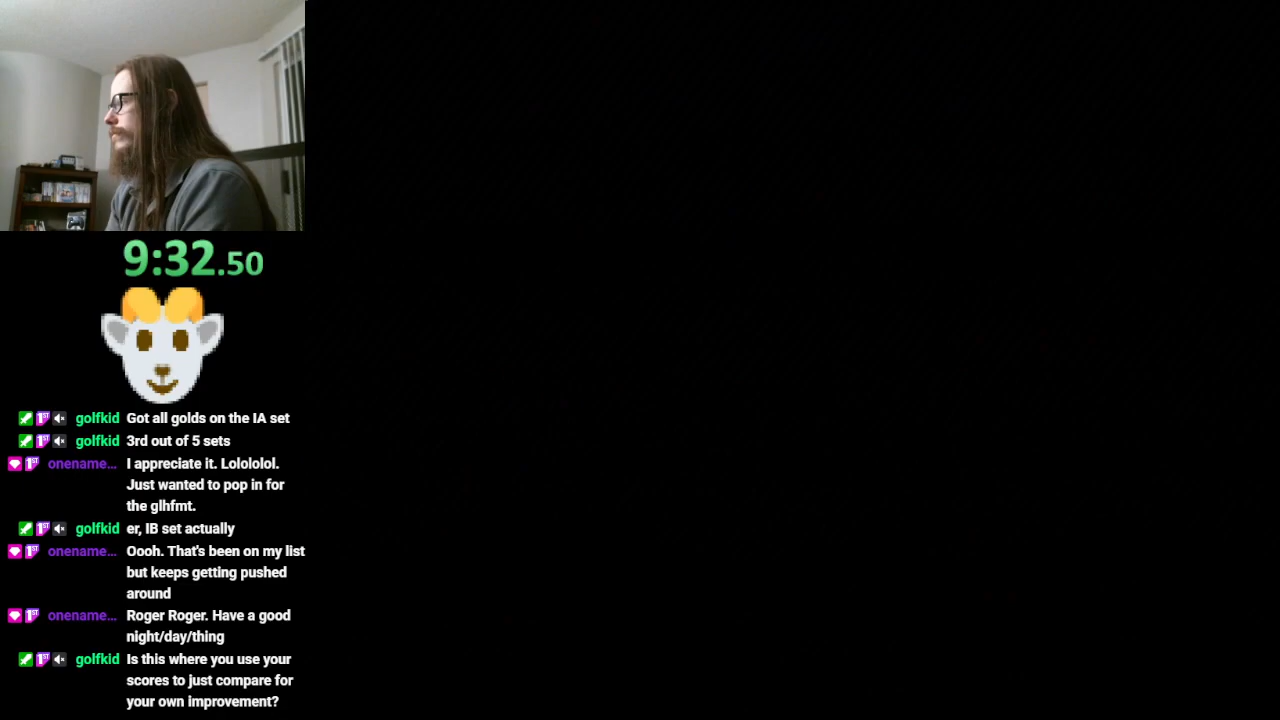 9:32.50
golfkid Got all golds on the IA set
golfkid 3rd out of 5 sets
onename... I appreciate it. Lolololol.
Just wanted to pop in for
the glhfmt.
golfkid er, IB set actually
onename... Oooh. That's been on my list
but keeps getting pushed
around
onename... Roger Roger. Have a good
night/day/thing
golfkid Is this where you use your
scores to just compare for
your own improvement?